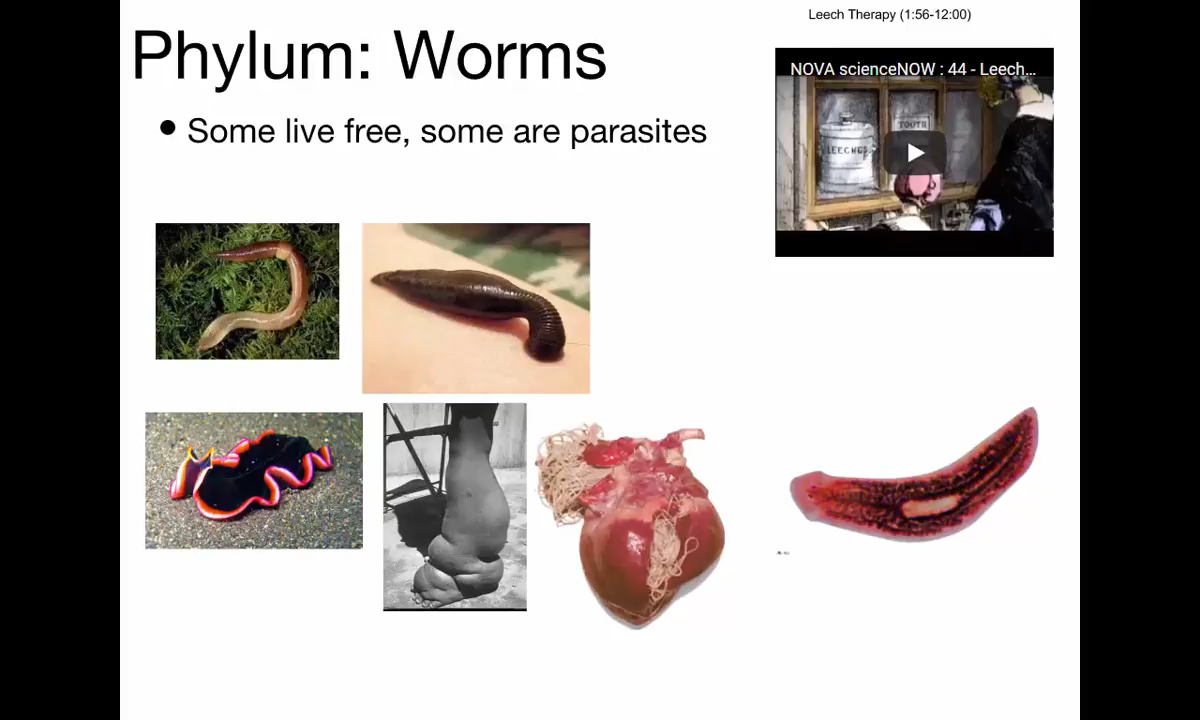 Leech Therapy (1:56-12:00)
Phylum: Worms
NOVA scienceNOW : 44 - Leech…
• Some live free, some are parasites
LEECHES
TOOTH